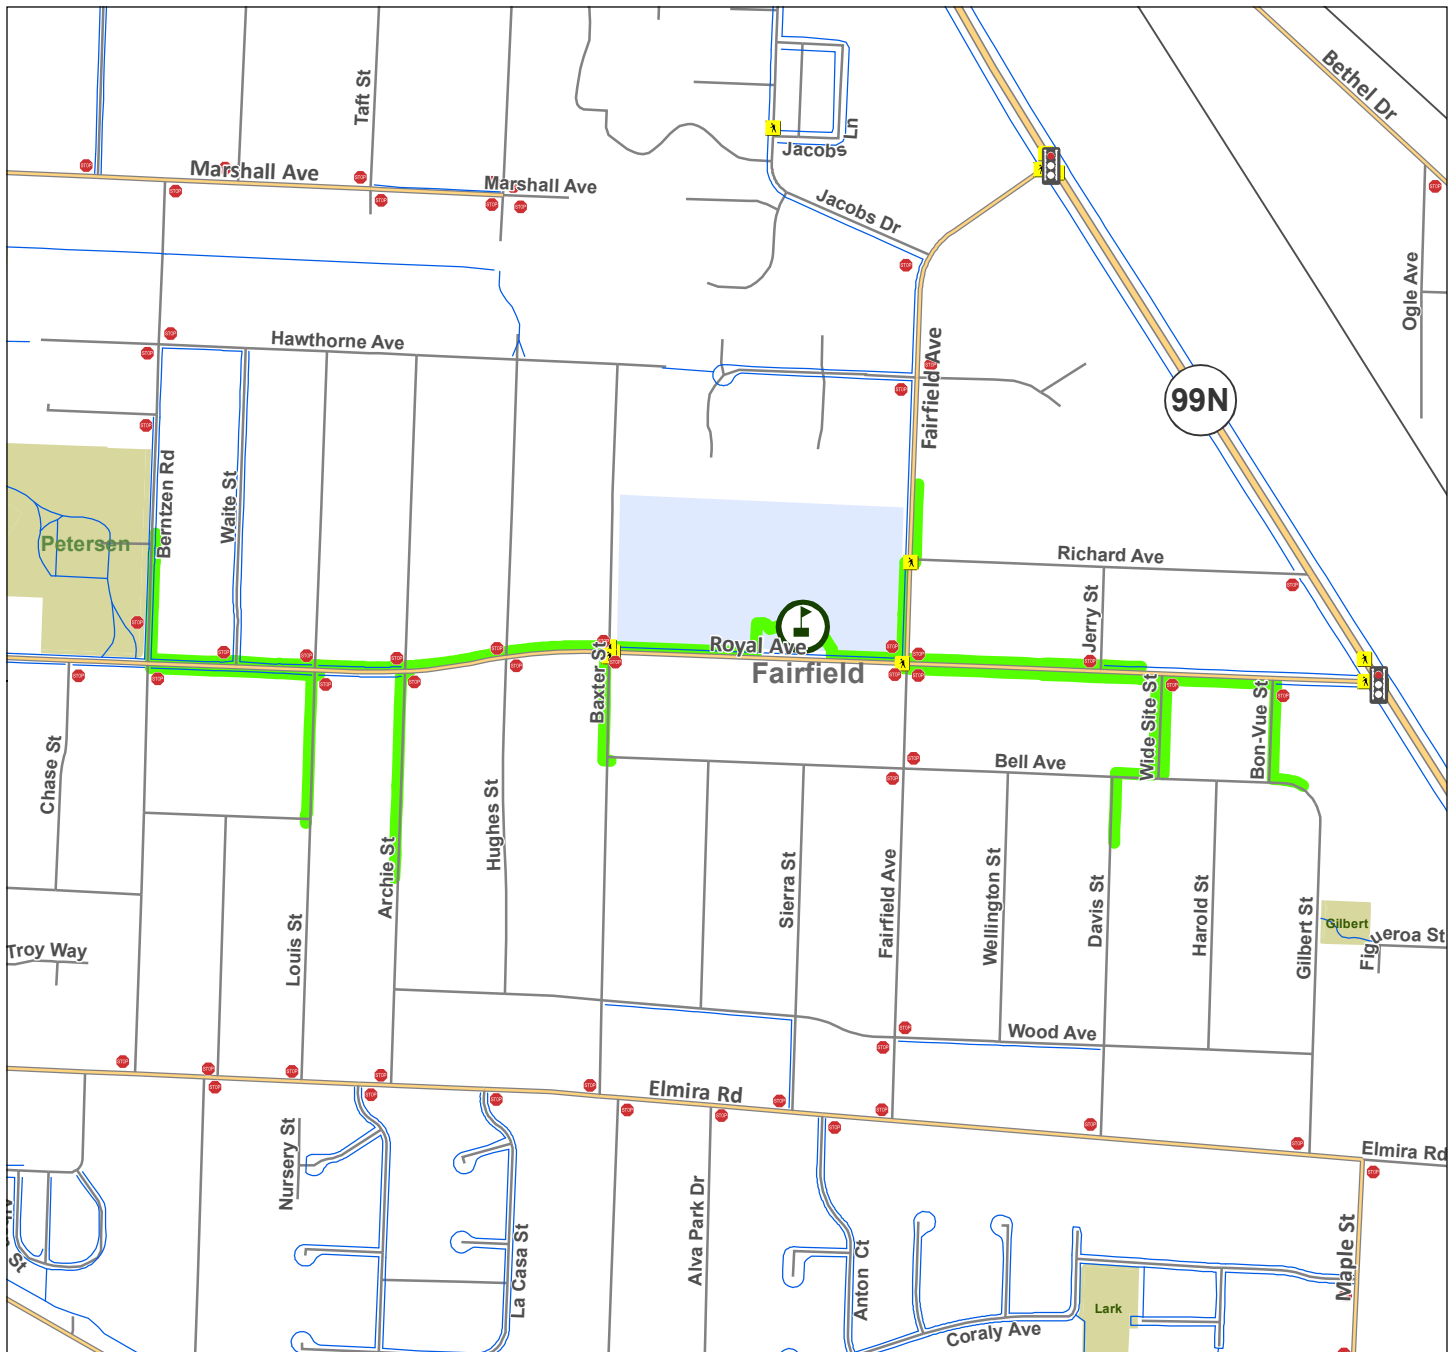 Bethel Dr
Taft St
Ln
Jacobs
Marshall Ave
Marshall Ave
Jacobs Dr
Ogle Ave
Hawthorne Ave
Fairfield Ave
99N
Berntzen Rd
Waite St
Petersen
Richard Ave
Jerry St
Royal Ave
Fairfield
Baxter St
Wide Site St
Bon-Vue St
Chase St
Bell Ave
Hughes St
Archie St
Sierra St
Fairfield Ave
Wellington St
Davis St
Harold St
Gilbert St
Gilbert
Figueroa St
Louis St
Troy Way
Wood Ave
Elmira Rd
Elmira Rd
Nursery St
Alva Park Dr
La Casa St
Anton Ct
Maple St
St
Lark
Coraly Ave
STOP